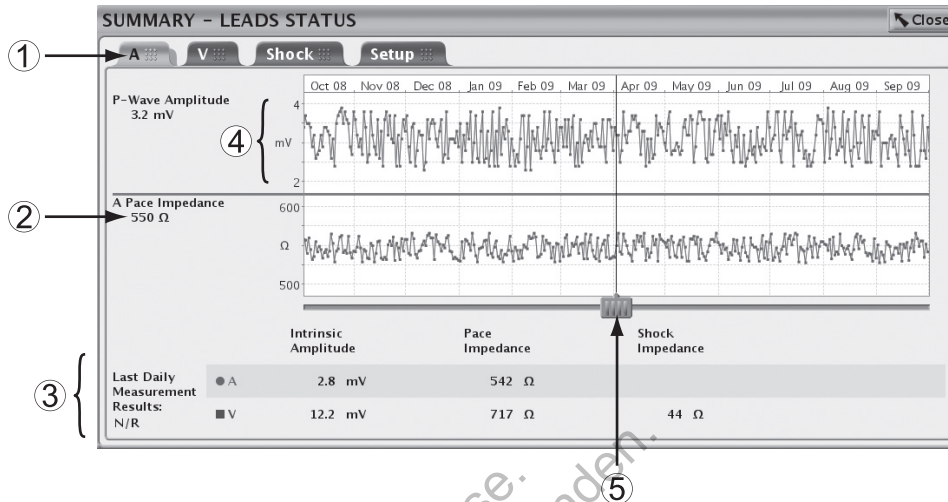 SUMMARY – LEADS STATUS
Close
1
A
V
Shock
Setup
Oct 08 Nov 08 Dec 08 Jan 09 Feb 09 Mar 09 Apr 09 May 09 Jun 09 Jul 09 Aug 09 Sep 09
P-Wave Amplitude
3.2 mV
4
4
mV
2
2
A Pace Impedance
550 Ω
600
Ω
500
Intrinsic Amplitude
Pace Impedance
Shock Impedance
3
Last Daily
Measurement
Results:
N/R
A 2.8 mV 542 Ω
V 12.2 mV 717 Ω 44 Ω
5